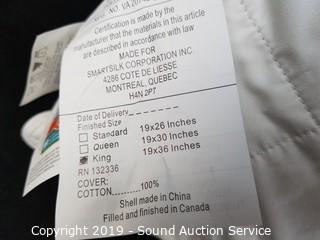 Certification is made by the
manufacturer that the materials in this article
are described in accordance with law
MADE FOR
SMARTSILK CORPORATION INC
4286 COTE DE LIESSE
MONTREAL, QUEBEC
H4N 2P7
Date of Delivery _ _ _ _ _ _ _
Finished Size
Standard 19x26 Inches
Queen 19x30 Inches
King 19x36 Inches
RN 132336
COVER:
COTTON..........100%
Shell made in China
Filled and finished in Canada
Copyright 2019 - Sound Auction Service